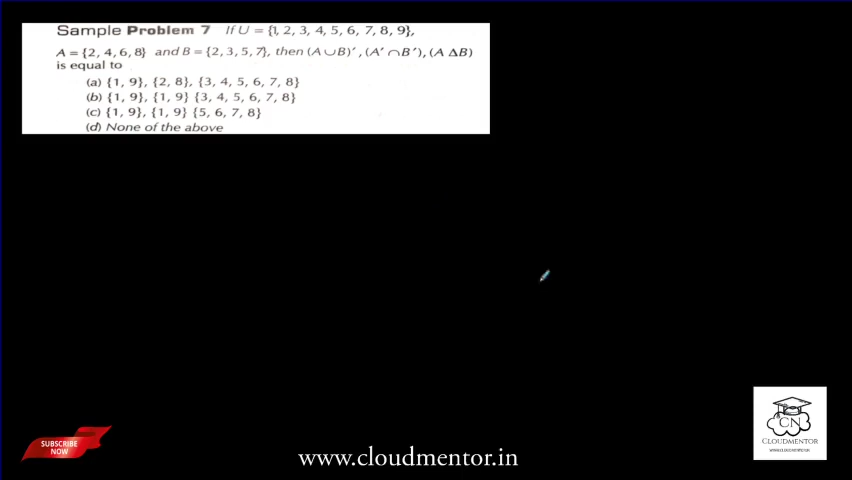 Sample Problem 7 If U = {1, 2, 3, 4, 5, 6, 7, 8, 9},
A = {2, 4, 6, 8} and B = {2, 3, 5, 7}, then (A ∪ B)′, (A′ ∩ B′), (A Δ B)
is equal to
(a) {1, 9}, {2, 8}, {3, 4, 5, 6, 7, 8}
(b) {1, 9}, {1, 9} {3, 4, 5, 6, 7, 8}
(c) {1, 9}, {1, 9} {5, 6, 7, 8}
(d) None of the above
CN
CLOUDMENTOR
SUBSCRIBE
NOW
www.cloudmentor.in